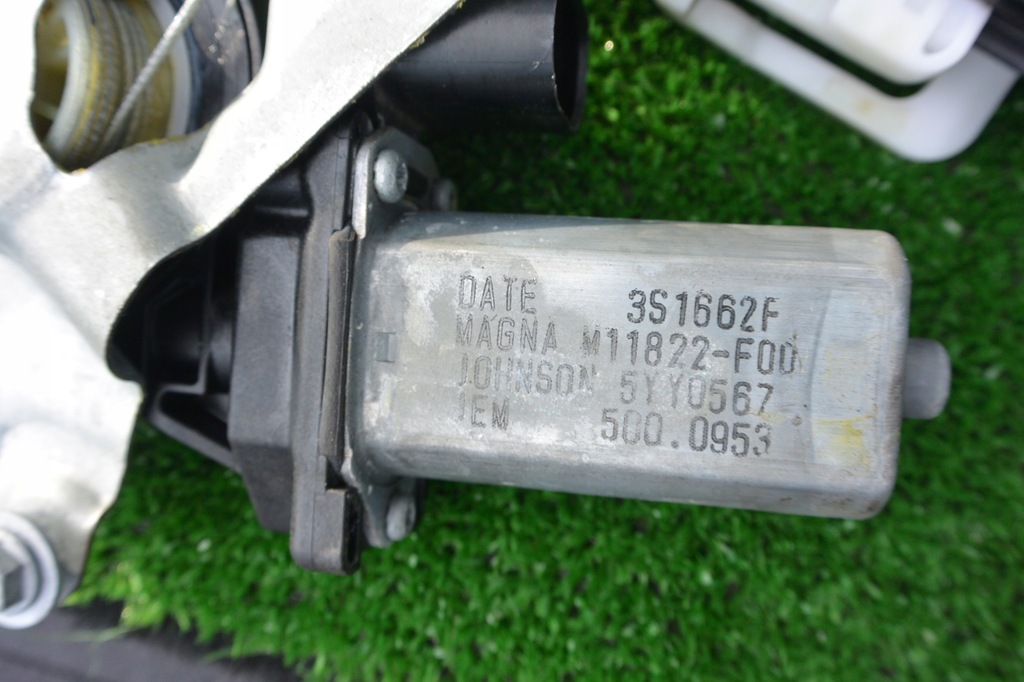 DATE 3S1662F
MAGNA M11822-F00
JOHNSON 5YY0567
IEM 500.0953